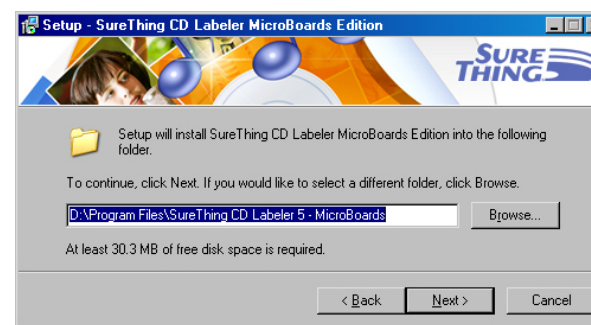 Setup - SureThing CD Labeler MicroBoards Edition
SURE
THING
Setup will install SureThing CD Labeler MicroBoards Edition into the following
folder.
To continue, click Next. If you would like to select a different folder, click Browse.
D:\Program Files\SureThing CD Labeler 5 - MicroBoards
Browse...
At least 30.3 MB of free disk space is required.
< Back
Next >
Cancel